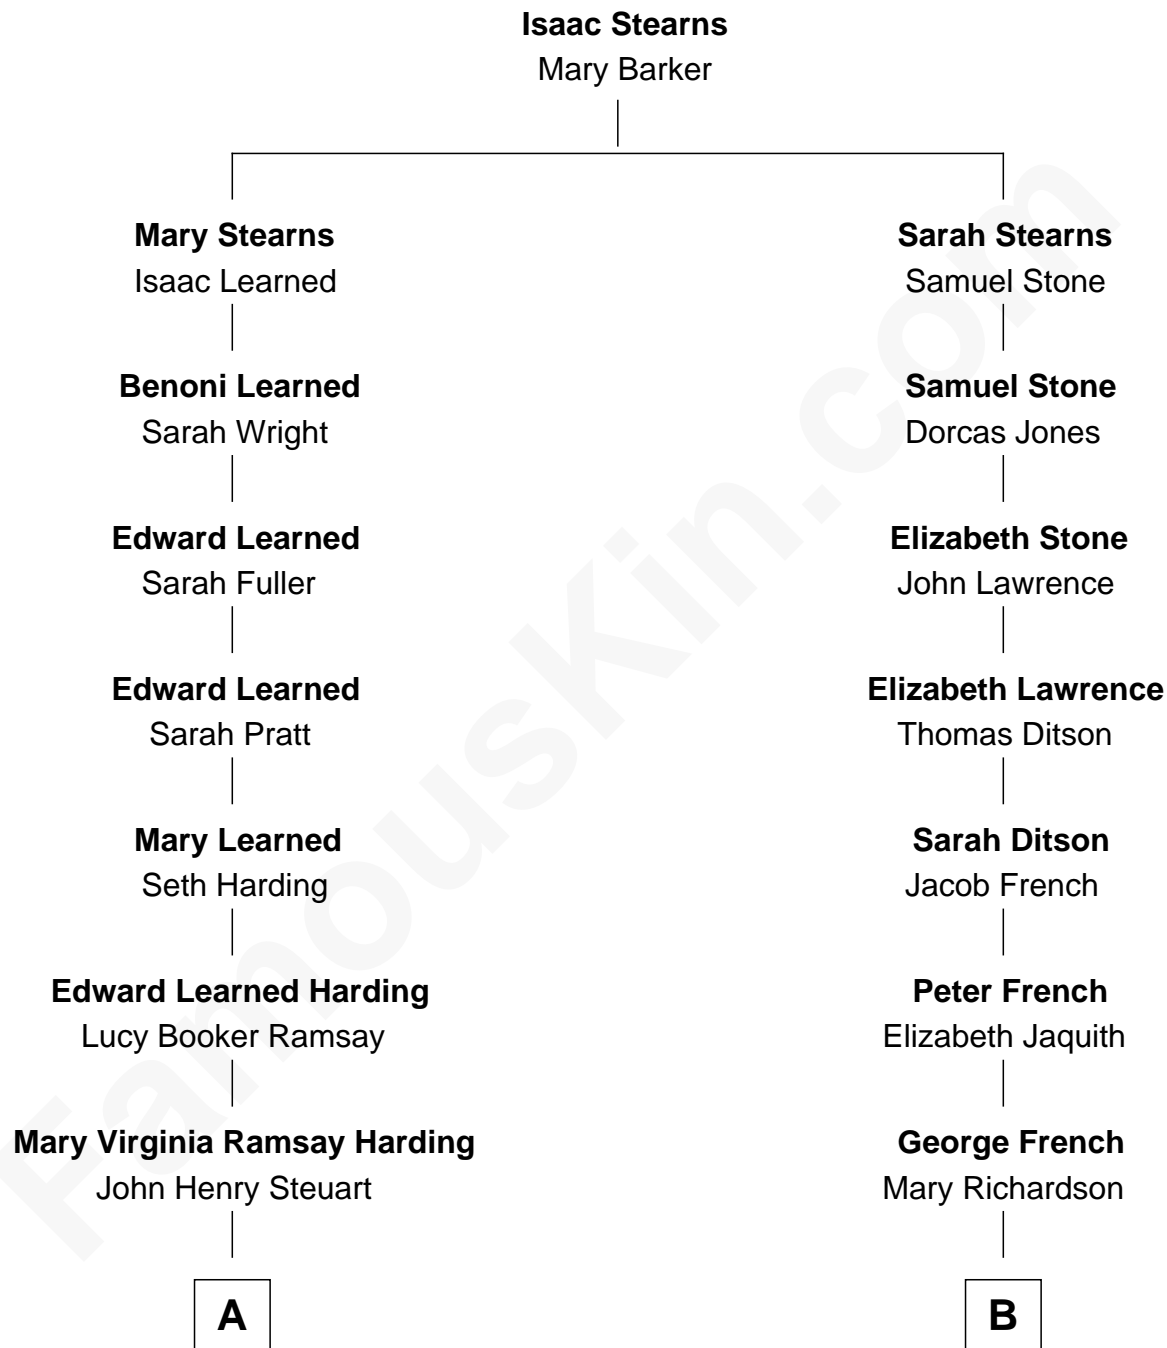 Isaac Stearns
Mary Barker
Mary Stearns
Isaac Learned
Sarah Stearns
Samuel Stone
Benoni Learned
Sarah Wright
Samuel Stone
Dorcas Jones
Edward Learned
Sarah Fuller
Elizabeth Stone
John Lawrence
Edward Learned
Sarah Pratt
Elizabeth Lawrence
Thomas Ditson
Mary Learned
Seth Harding
Sarah Ditson
Jacob French
Edward Learned Harding
Lucy Booker Ramsay
Peter French
Elizabeth Jaquith
Mary Virginia Ramsay Harding
John Henry Steuart
George French
Mary Richardson
A
B
FamousKin.com